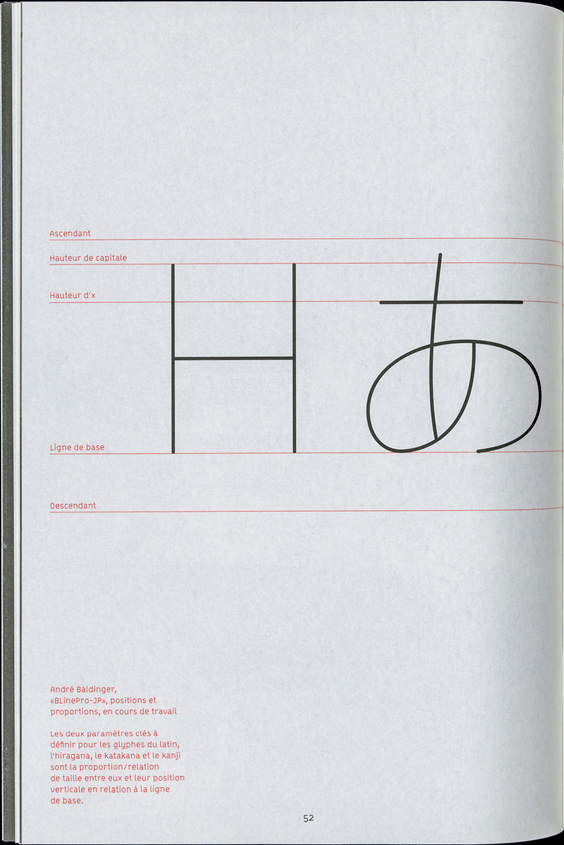 Ascendant
Hauteur de capitale
Hauteur d'x
H あ
Ligne de base
Descendant
André Baldinger,
«BLinePro-JP», positions et
proportions, en cours de travail
Les deux paramètres clés à
définir pour les glyphes du latin,
l'hiragana, le katakana et le kanji
sont la proportion/relation
de taille entre eux et leur position
verticale en relation à la ligne
de base.
52